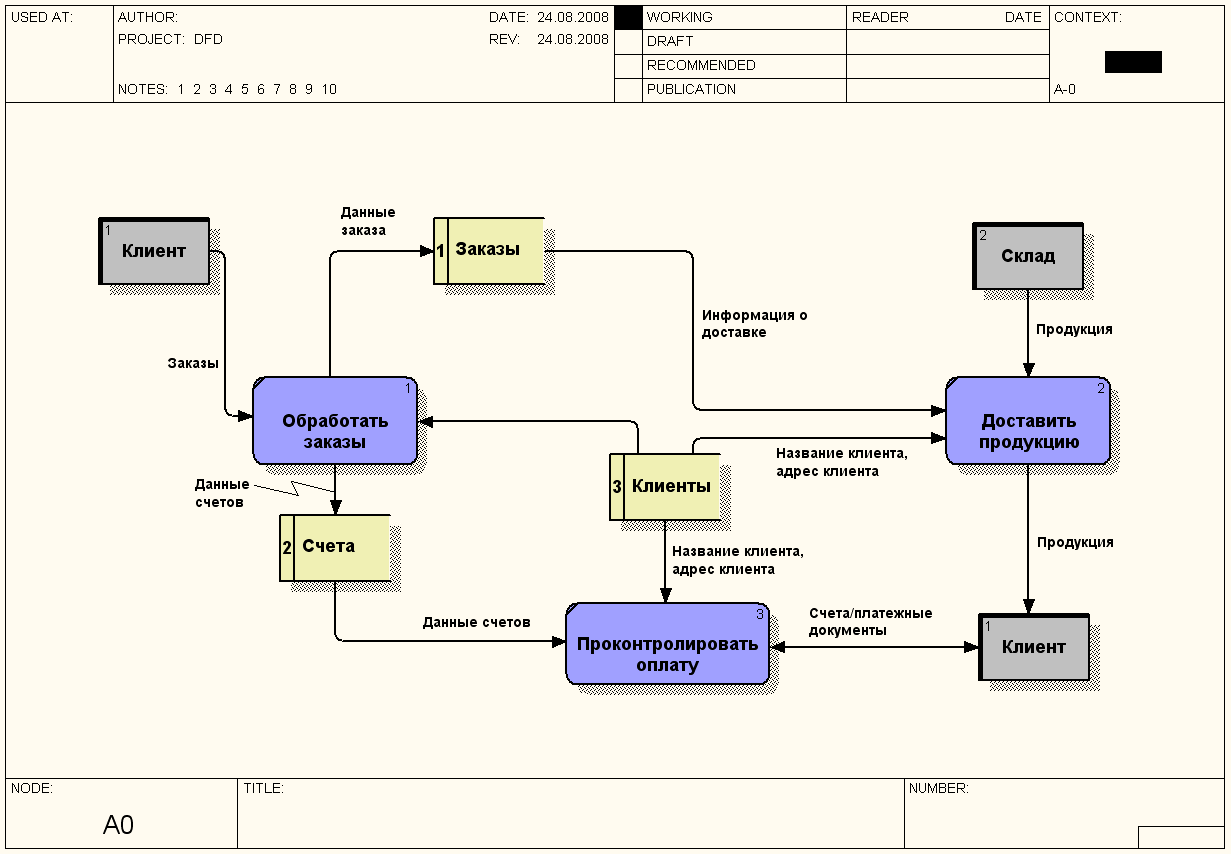 USED AT:
AUTHOR:
DATE: 24.08.2008
WORKING
READER
DATE
CONTEXT:
PROJECT: DFD
REV: 24.08.2008
DRAFT
RECOMMENDED
NOTES: 1 2 3 4 5 6 7 8 9 10
PUBLICATION
A-0
1
Клиент
Данные
заказа
1
Заказы
2
Склад
Информация о
доставке
Продукция
Заказы
1
Обработать
заказы
2
Доставить
продукцию
Название клиента,
адрес клиента
Данные
счетов
3
Клиенты
2
Счета
Название клиента,
адрес клиента
Продукция
Данные счетов
3
Проконтролировать
оплату
Счета/платежные
документы
1
Клиент
NODE:
TITLE:
NUMBER:
A0